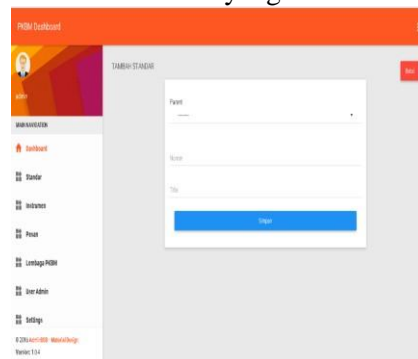 PKBM Dashboard
admin
MAIN NAVIGATION
Dashboard
Standar
Instrumen
Pesan
Lembaga PKBM
User Admin
Settings
TAMBAH STANDAR
Parent
Nomor
Title
Simpan
Version: 1.0.4